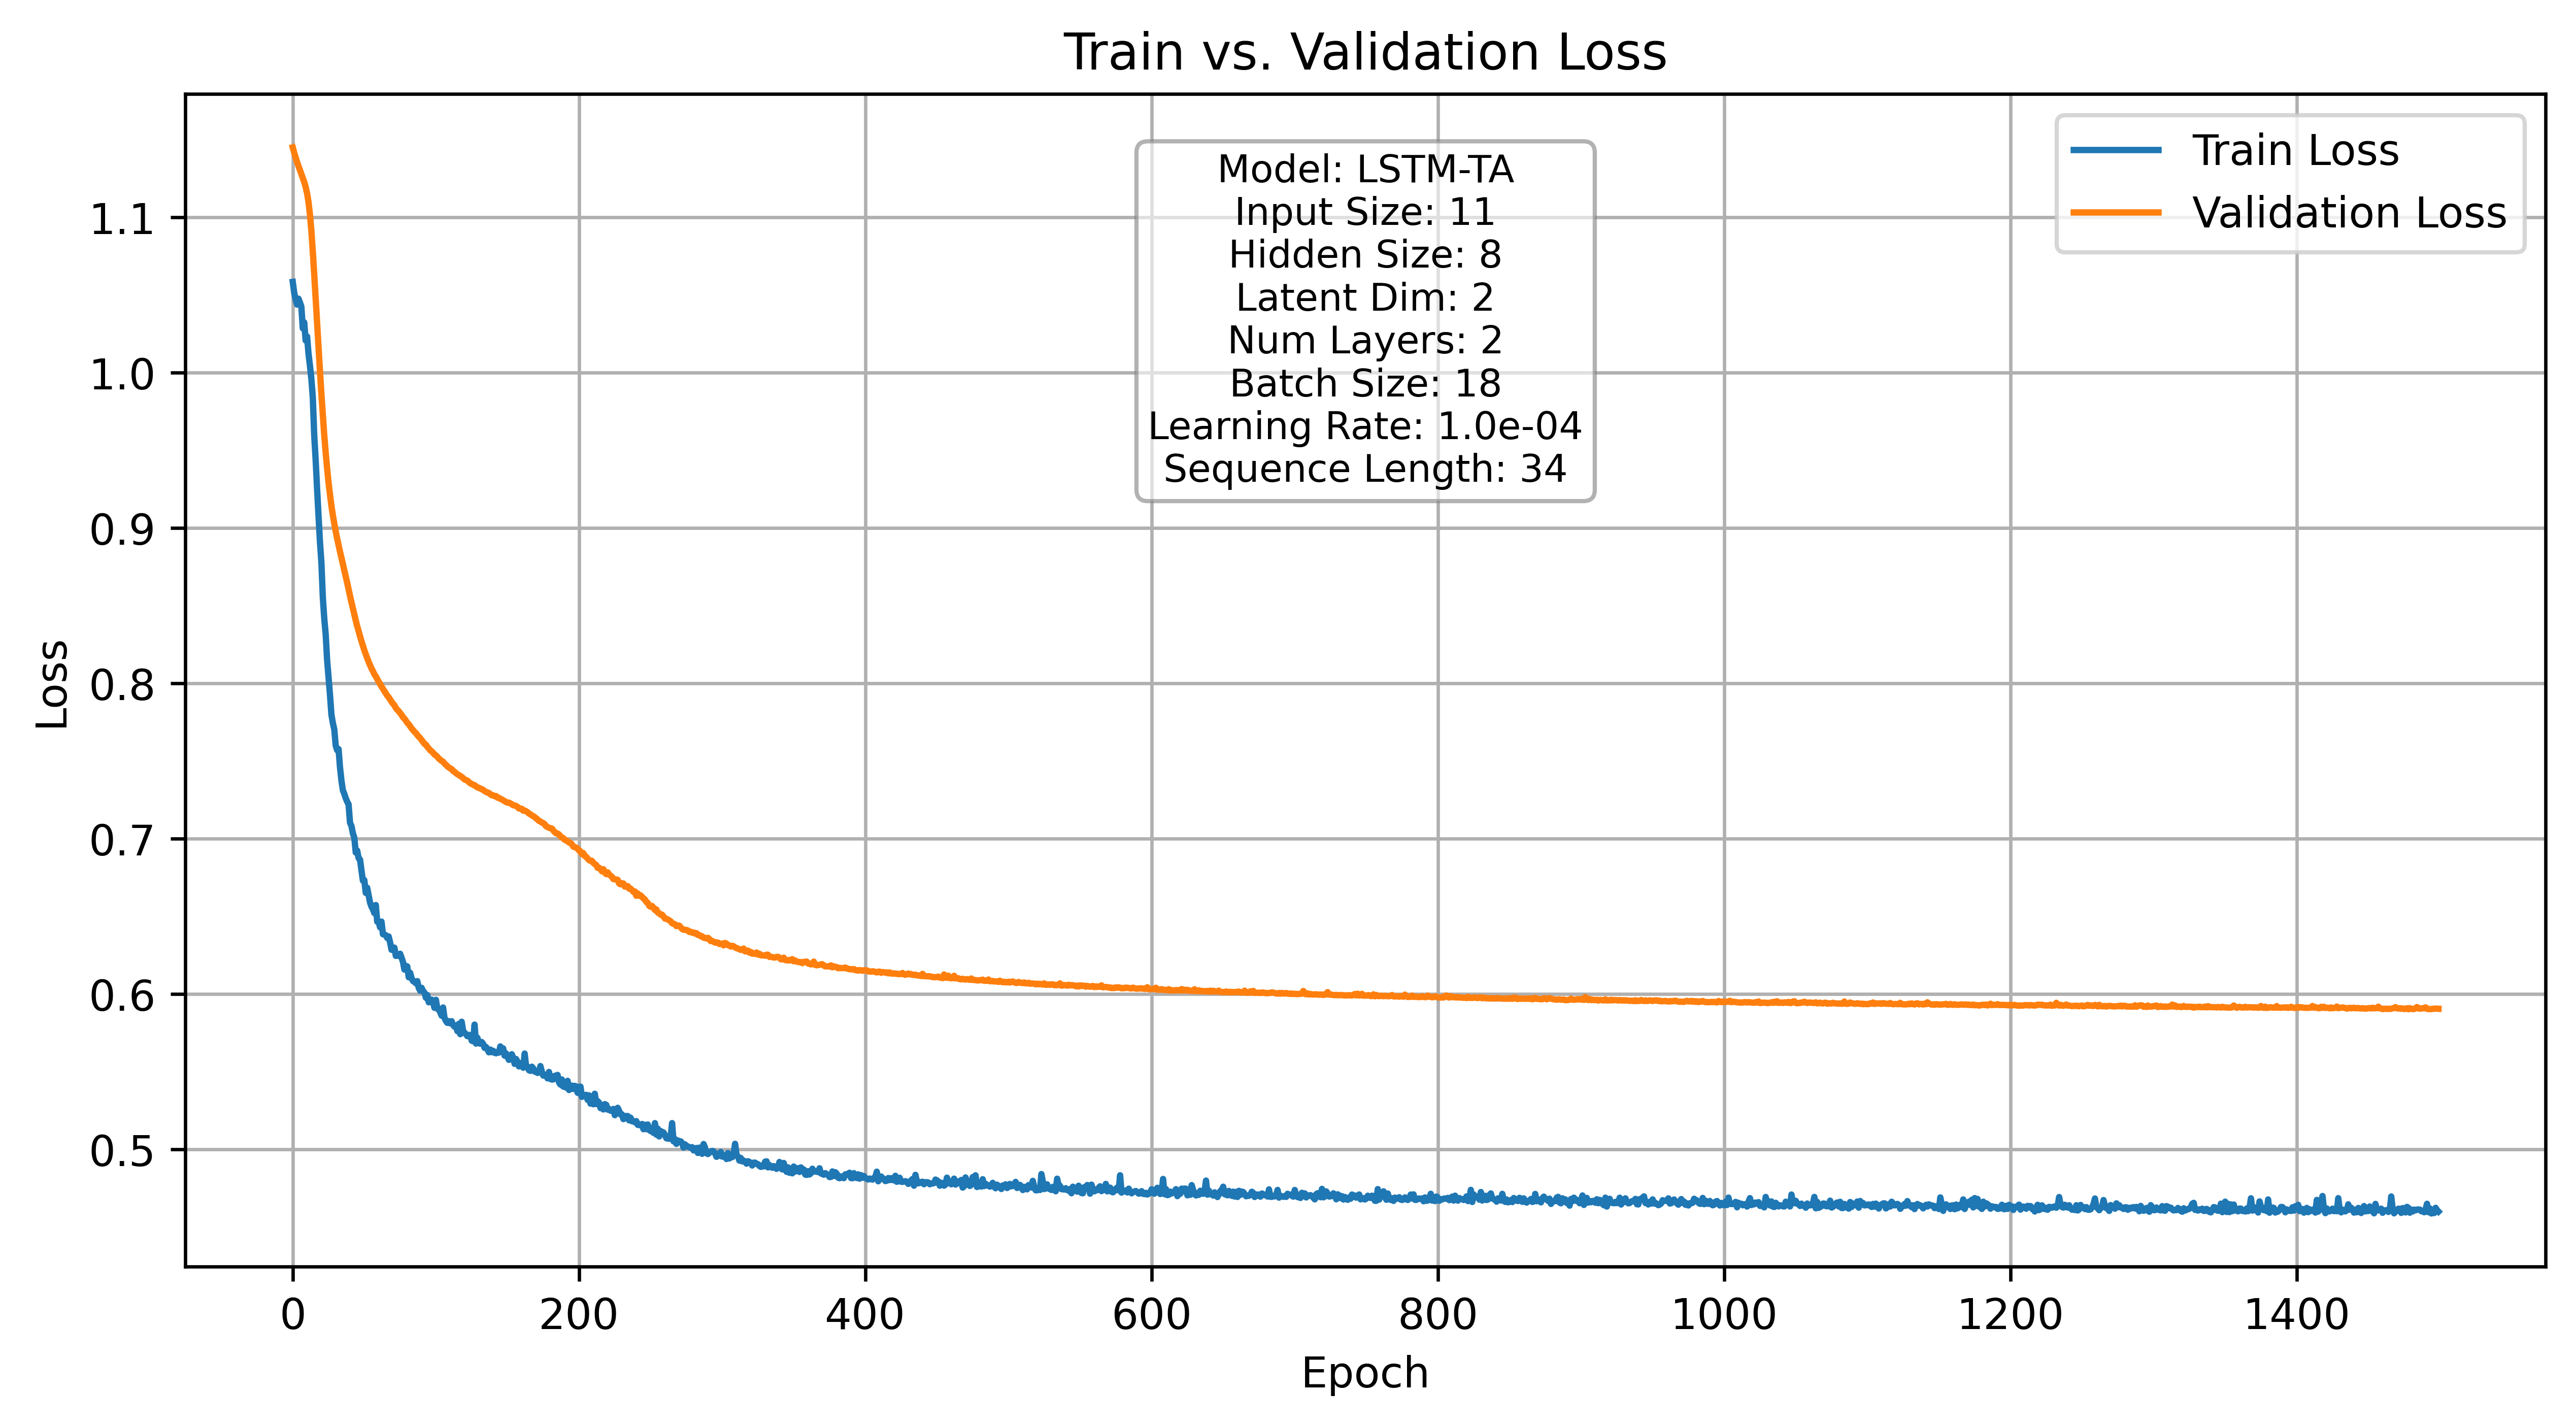 Train vs. Validation Loss
Train Loss
Validation Loss
Model: LSTM-TA
Input Size: 11
Hidden Size: 8
Latent Dim: 2
Num Layers: 2
Batch Size: 18
Learning Rate: 1.0e-04
Sequence Length: 34
1.1
1.0
0.9
0.8
0.7
0.6
0.5
Loss
0 200 400 600 800 1000 1200 1400
Epoch